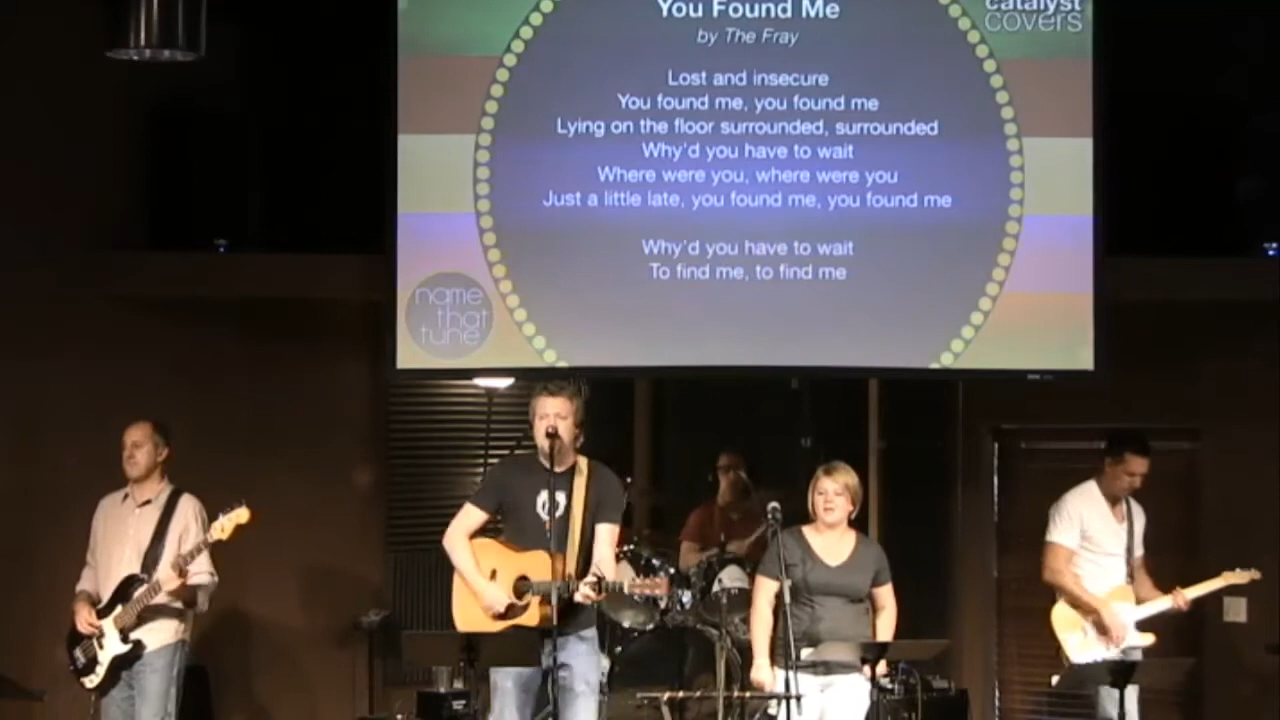 You Found Me
by The Fray
catalyst
covers
Lost and insecure
You found me, you found me
Lying on the floor surrounded, surrounded
Why'd you have to wait
Where were you, where were you
Just a little late, you found me, you found me
Why'd you have to wait
To find me, to find me
name
that
tune